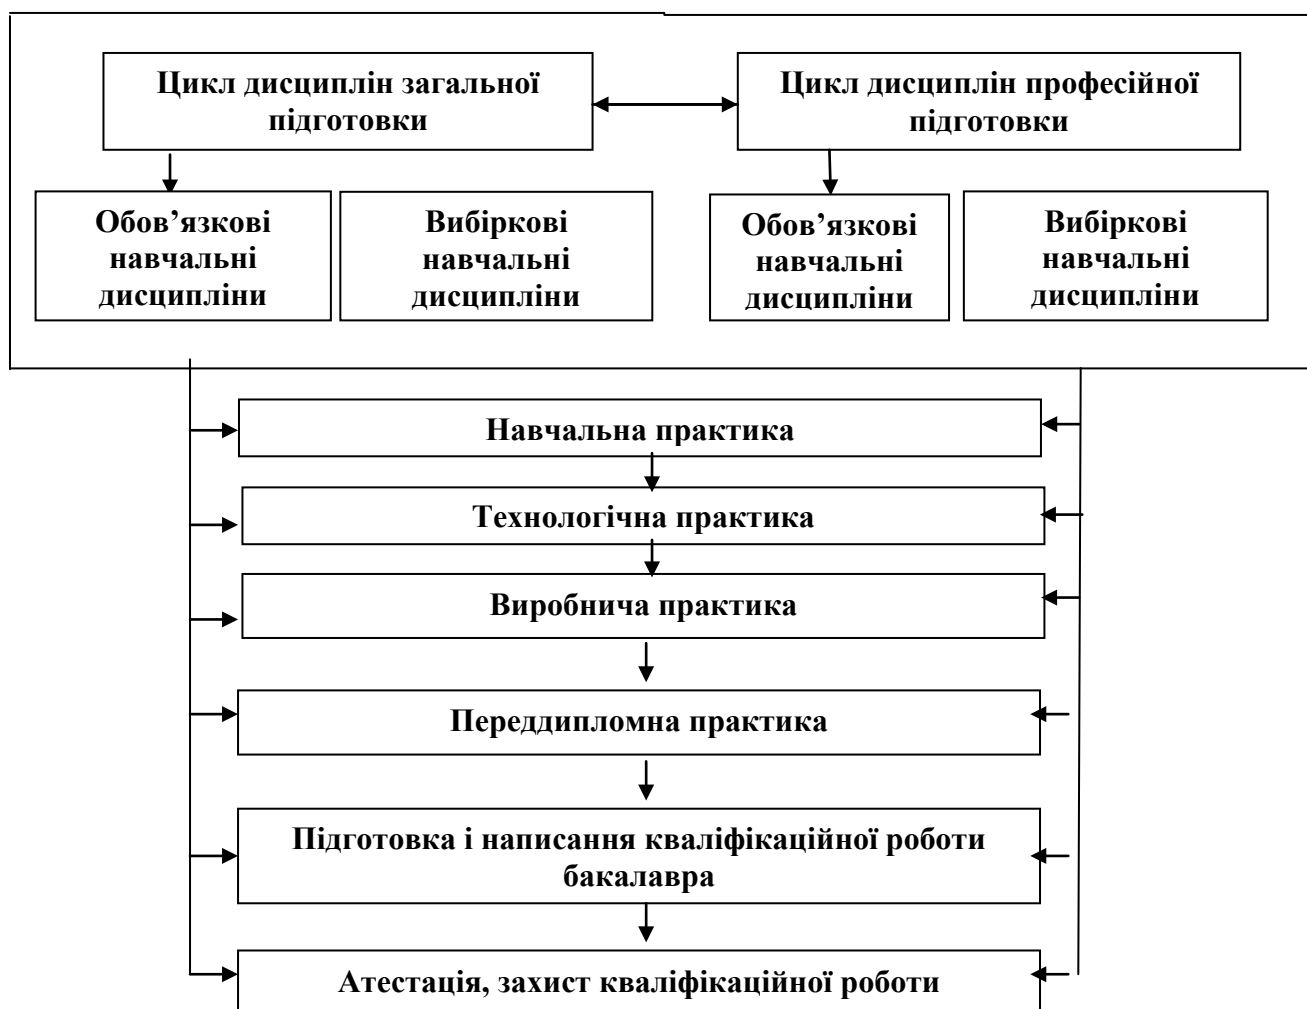 Цикл дисциплін загальної
підготовки
Цикл дисциплін професійної
підготовки
Обов’язкові
навчальні
дисципліни
Вибіркові
навчальні
дисципліни
Обов’язкові
навчальні
дисципліни
Вибіркові
навчальні
дисципліни
Навчальна практика
Технологічна практика
Виробнича практика
Переддипломна практика
Підготовка і написання кваліфікаційної роботи
бакалавра
Атестація, захист кваліфікаційної роботи